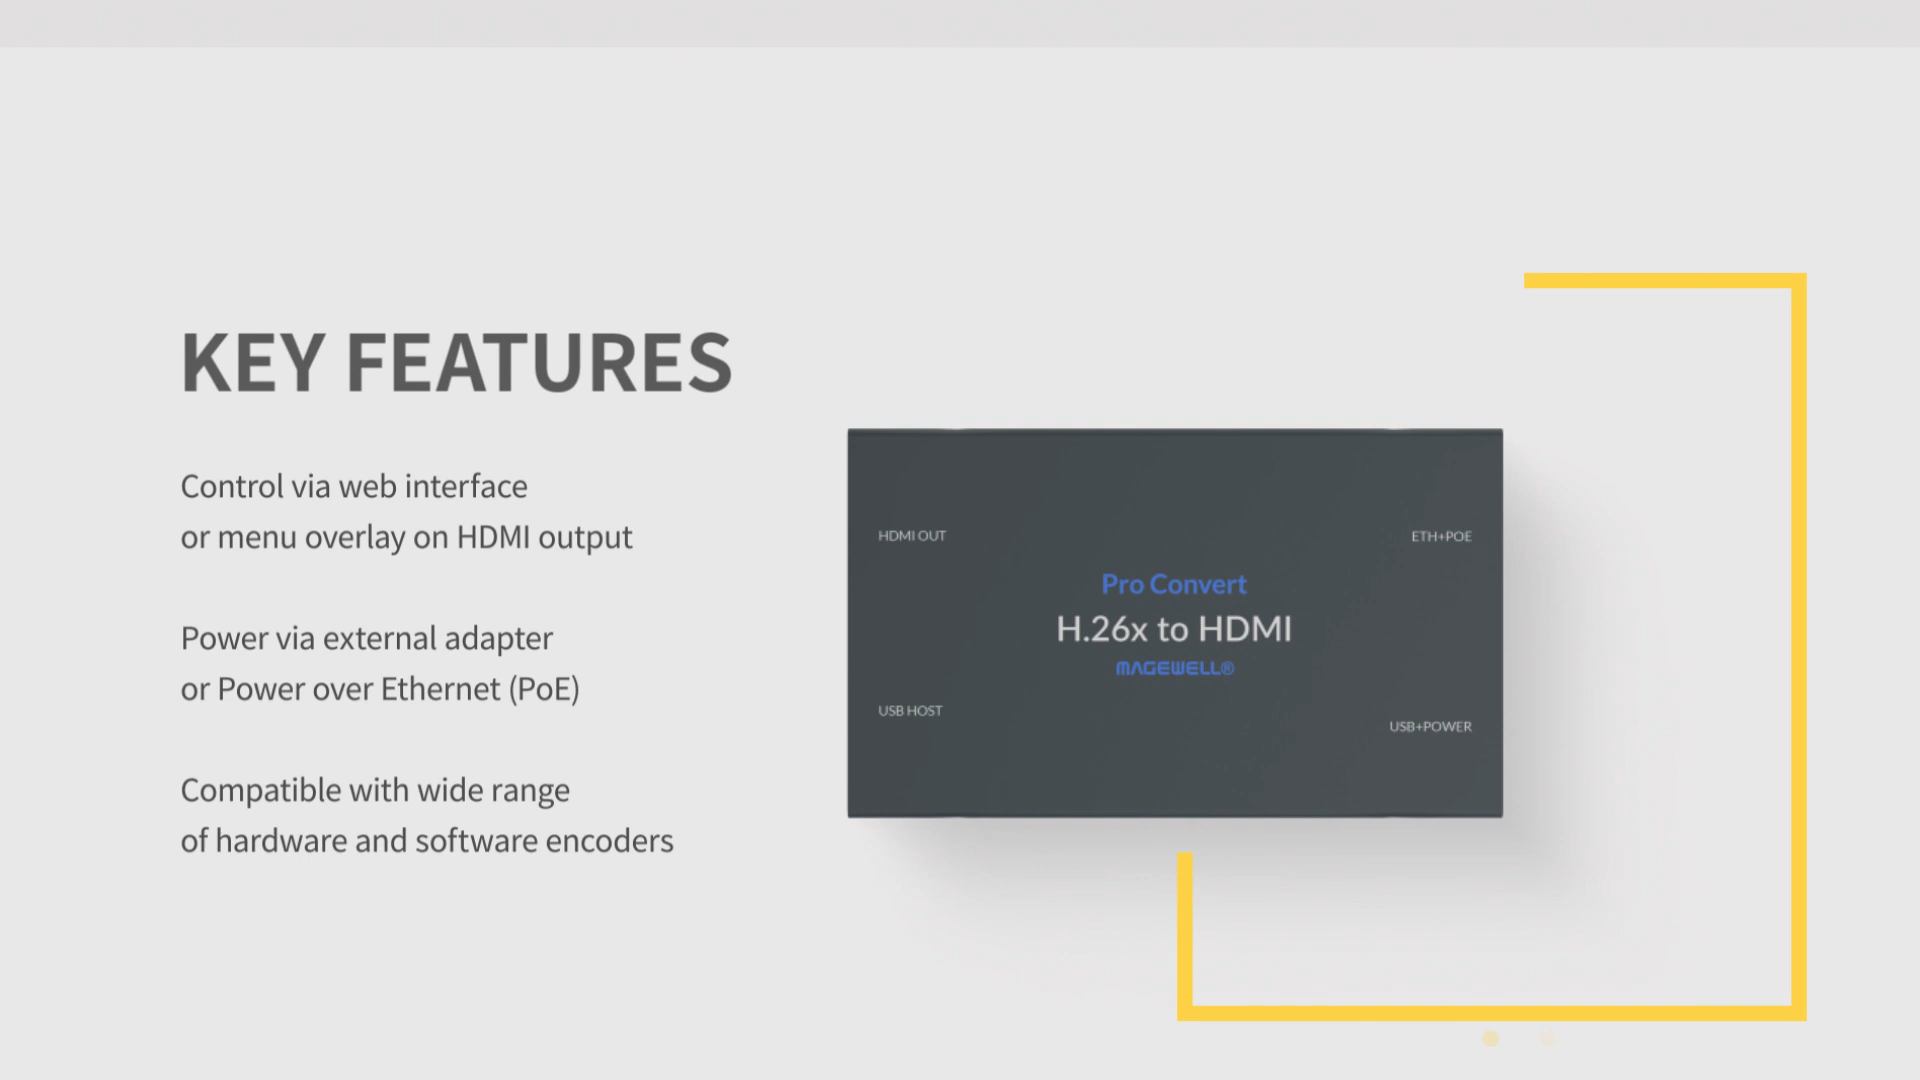 KEY FEATURES
Control via web interface
or menu overlay on HDMI output
Power via external adapter
or Power over Ethernet (PoE)
Compatible with wide range
of hardware and software encoders
HDMI OUT
ETH+POE
Pro Convert
H.26x to HDMI
MAGEWELL®
USB HOST
USB+POWER